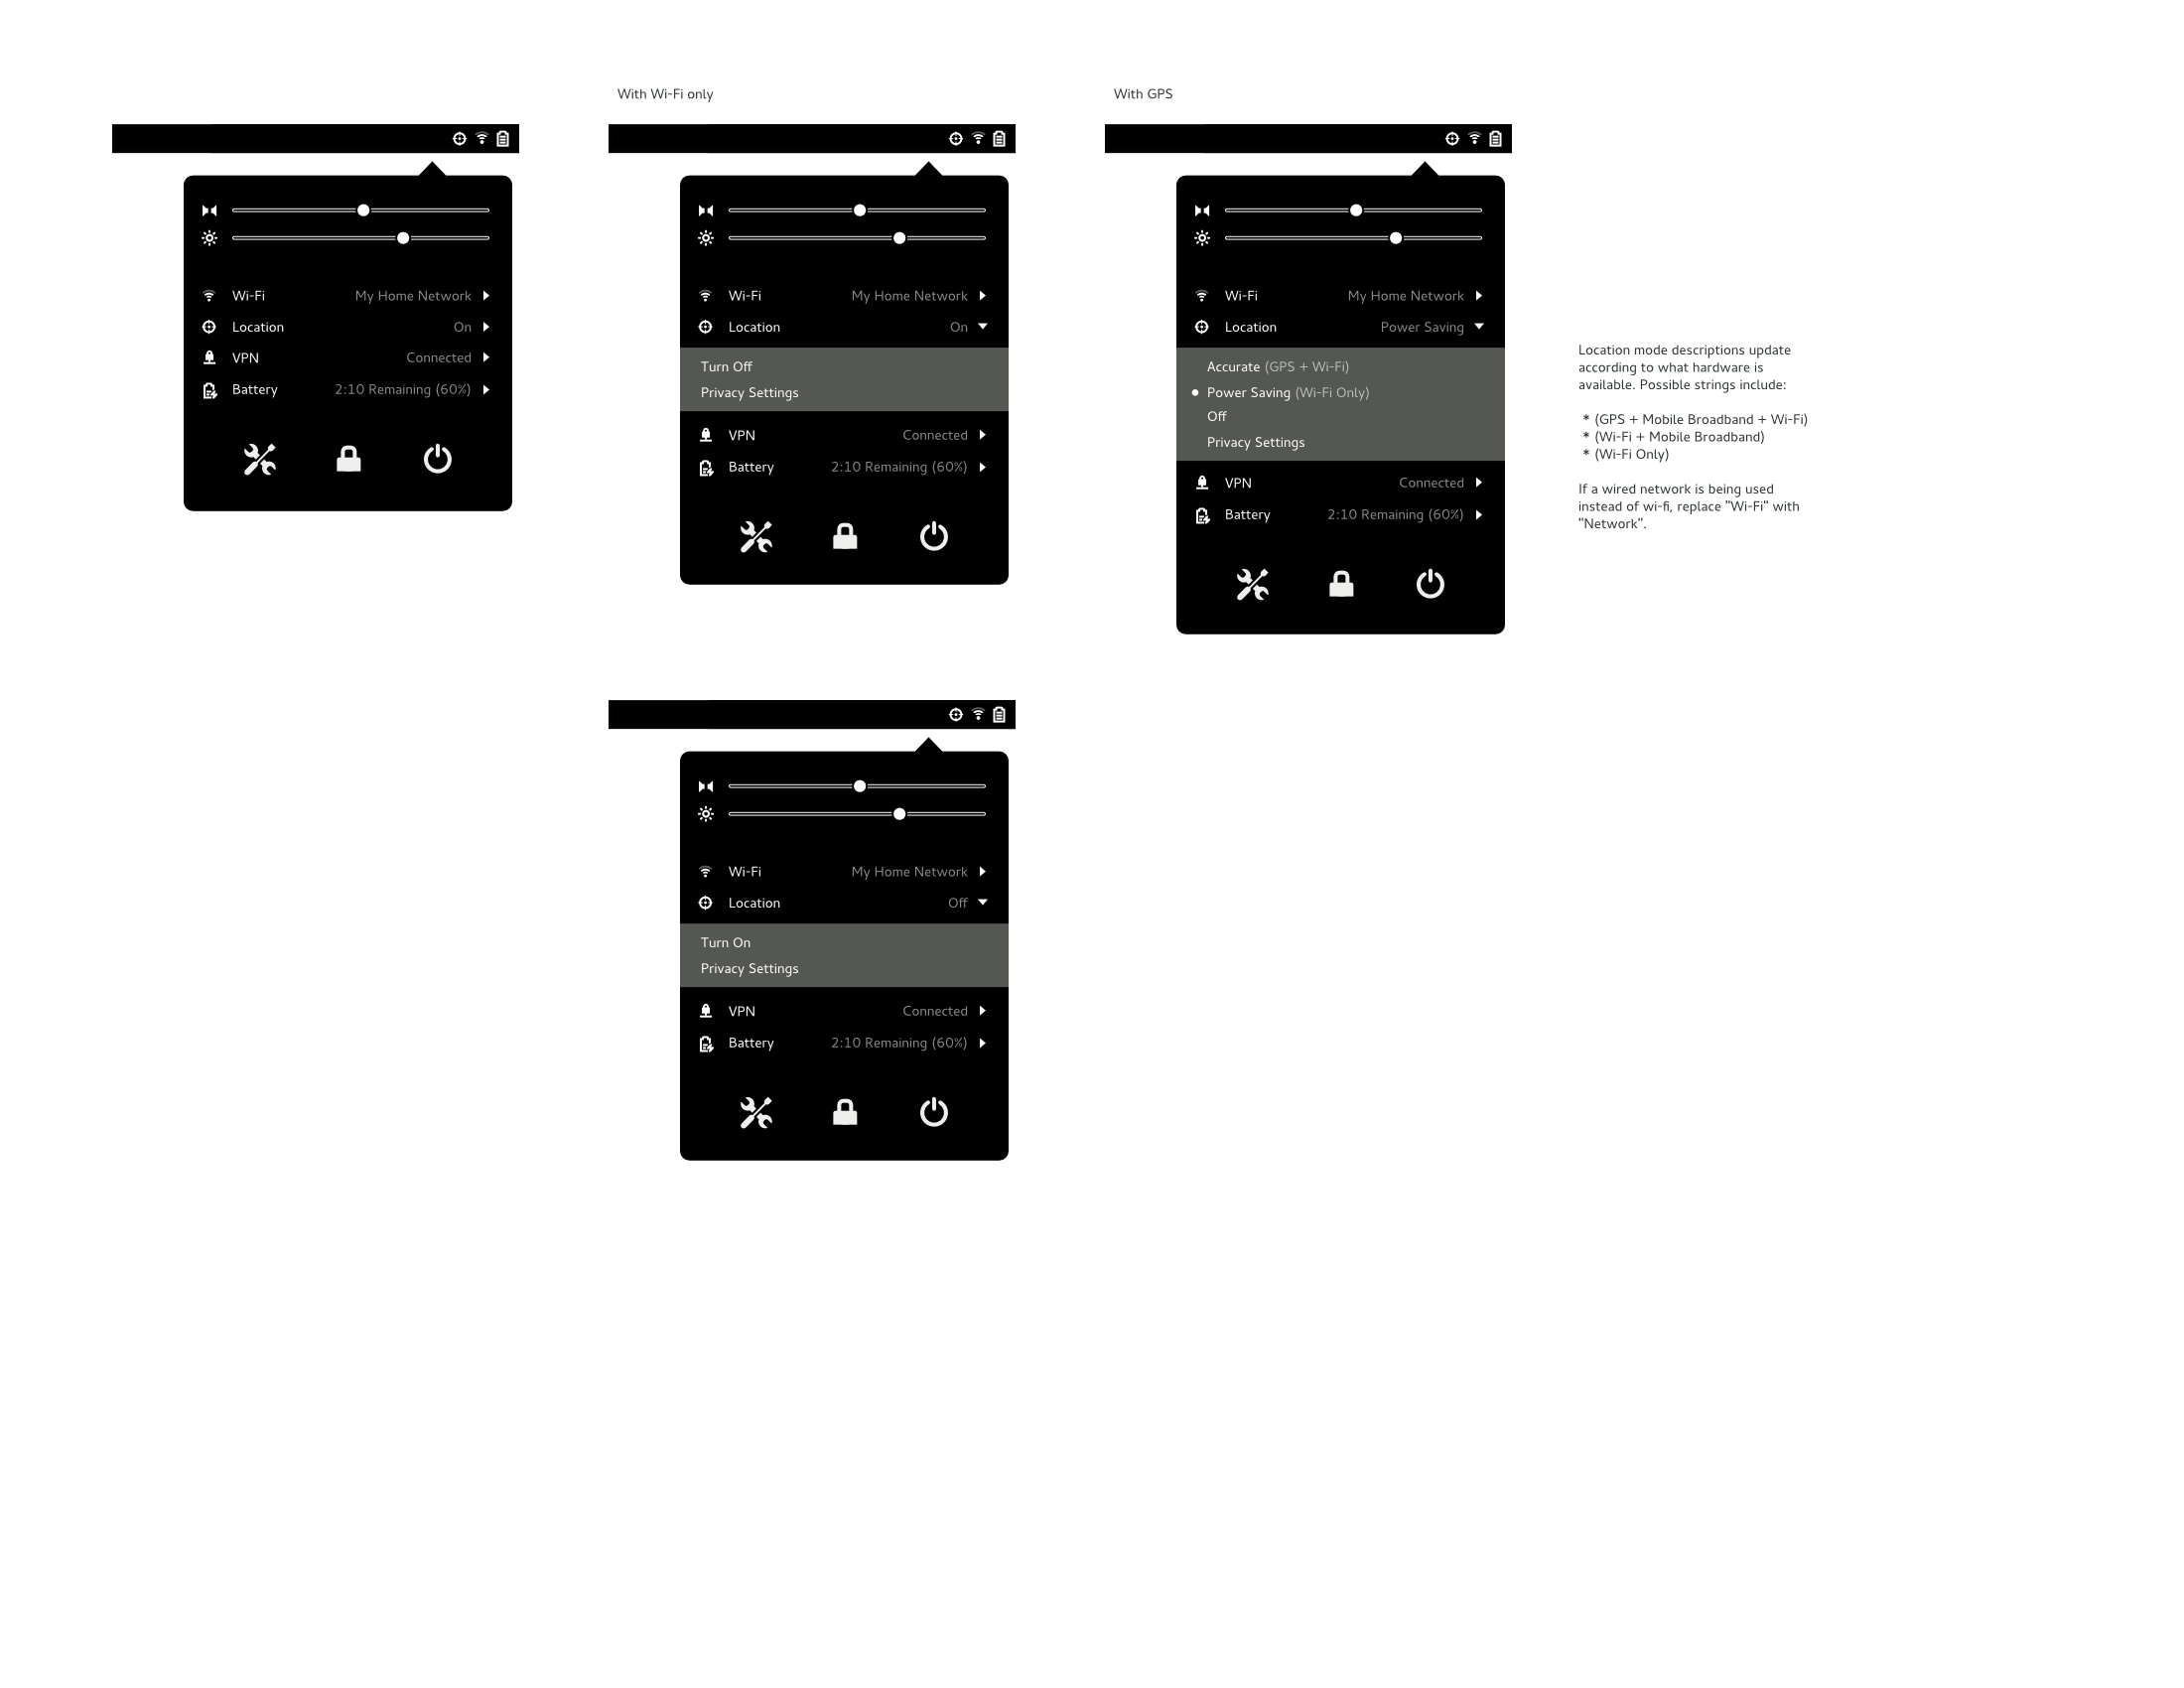 With Wi-Fi only
With GPS
Wi-Fi My Home Network
Location On
VPN Connected
Battery 2:10 Remaining (60%)
Wi-Fi My Home Network
Location On
Turn Off
Privacy Settings
VPN Connected
Battery 2:10 Remaining (60%)
Wi-Fi My Home Network
Location Power Saving
Accurate (GPS + Wi-Fi)
Power Saving (Wi-Fi Only)
Off
Privacy Settings
VPN Connected
Battery 2:10 Remaining (60%)
Location mode descriptions update
according to what hardware is
available. Possible strings include:
* (GPS + Mobile Broadband + Wi-Fi)
* (Wi-Fi + Mobile Broadband)
* (Wi-Fi Only)
If a wired network is being used
instead of wi-fi, replace "Wi-Fi" with
"Network".
Wi-Fi My Home Network
Location Off
Turn On
Privacy Settings
VPN Connected
Battery 2:10 Remaining (60%)